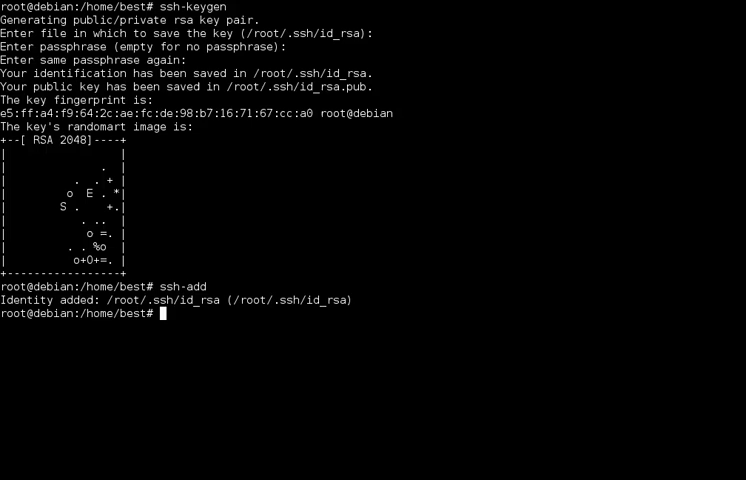 root@debian:/home/best# ssh-keygen
Generating public/private rsa key pair.
Enter file in which to save the key (/root/.ssh/id_rsa):
Enter passphrase (empty for no passphrase):
Enter same passphrase again:
Your identification has been saved in /root/.ssh/id_rsa.
Your public key has been saved in /root/.ssh/id_rsa.pub.
The key fingerprint is:
e5:ff:a4:f9:64:2c:ae:fc:de:98:b7:16:71:67:cc:a0 root@debian
The key's randomart image is:
+--[ RSA 2048]----+
|                 |
|              .  |
|          .  . + |
|         o  E . *|
|        S .    +.|
|           . ..  |
|            o =. |
|         . . %o  |
|          o+O+=. |
+-----------------+
root@debian:/home/best# ssh-add
Identity added: /root/.ssh/id_rsa (/root/.ssh/id_rsa)
root@debian:/home/best#